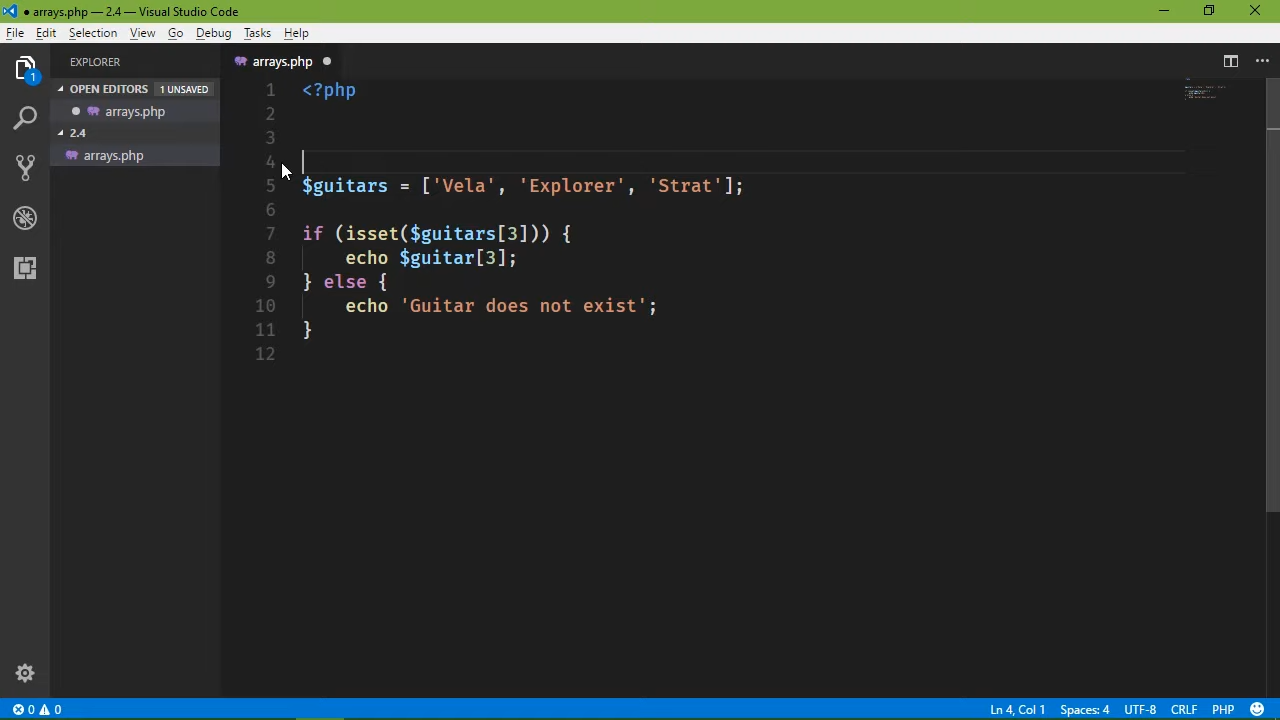 ● arrays.php — 2.4 — Visual Studio Code
File Edit Selection View Go Debug Tasks Help
1
EXPLORER
OPEN EDITORS 1 UNSAVED
arrays.php
2.4
arrays.php
arrays.php
1 <?php
2
3
4
5 $guitars = ['Vela', 'Explorer', 'Strat'];
6
7 if (isset($guitars[3])) {
8 echo $guitar[3];
9 } else {
10 echo 'Guitar does not exist';
11 }
12
0 0 Ln 4, Col 1 Spaces: 4 UTF-8 CRLF PHP